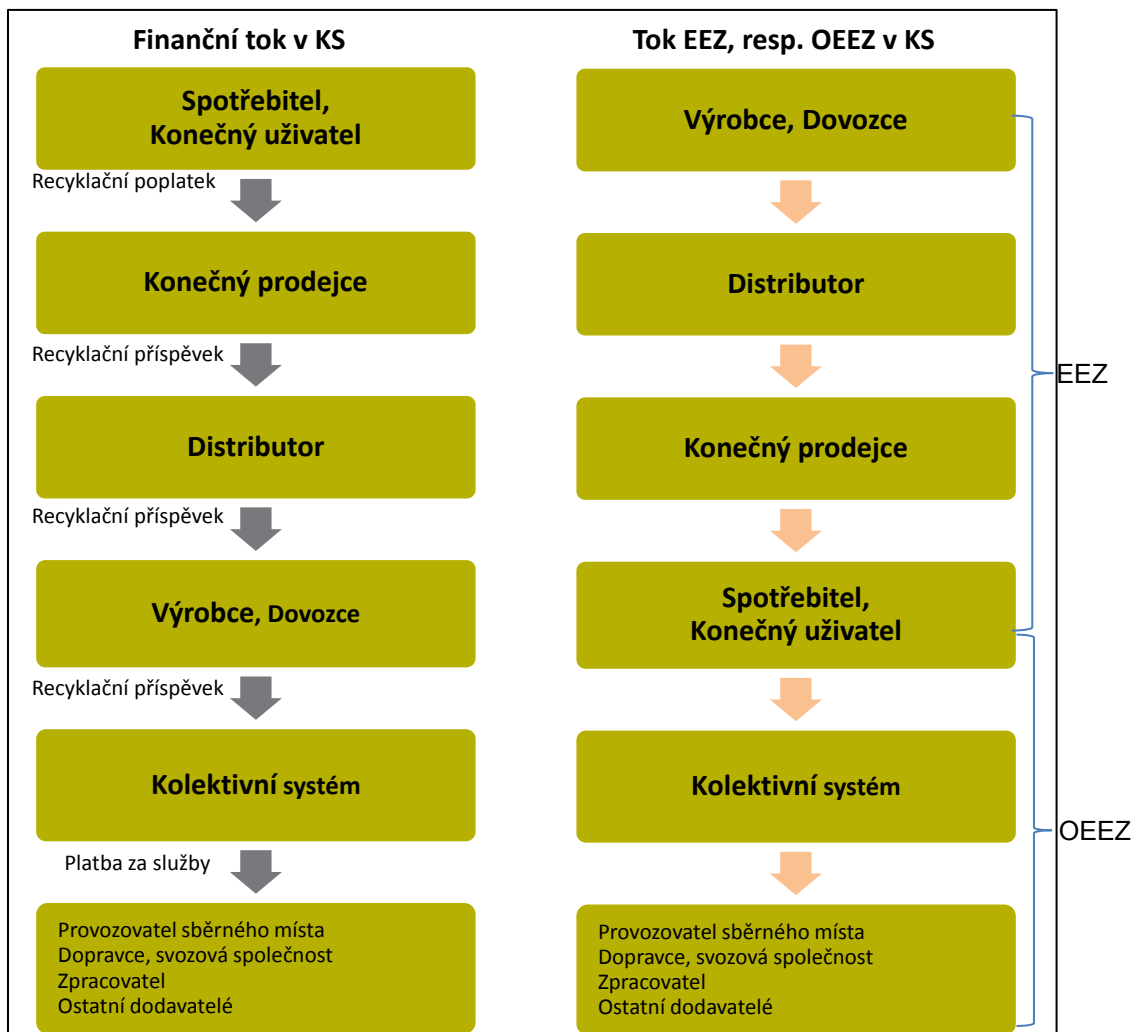 Finanční tok v KS
Spotřebitel,
Konečný uživatel
Recyklační poplatek
Konečný prodejce
Recyklační příspěvek
Distributor
Recyklační příspěvek
Výrobce, Dovozce
Recyklační příspěvek
Kolektivní systém
Platba za služby
Provozovatel sběrného místa
Dopravce, svozová společnost
Zpracovatel
Ostatní dodavatelé
Tok EEZ, resp. OEEZ v KS
Výrobce, Dovozce
Distributor
Konečný prodejce
Spotřebitel,
Konečný uživatel
Kolektivní systém
Provozovatel sběrného místa
Dopravce, svozová společnost
Zpracovatel
Ostatní dodavatelé
EEZ
OEEZ